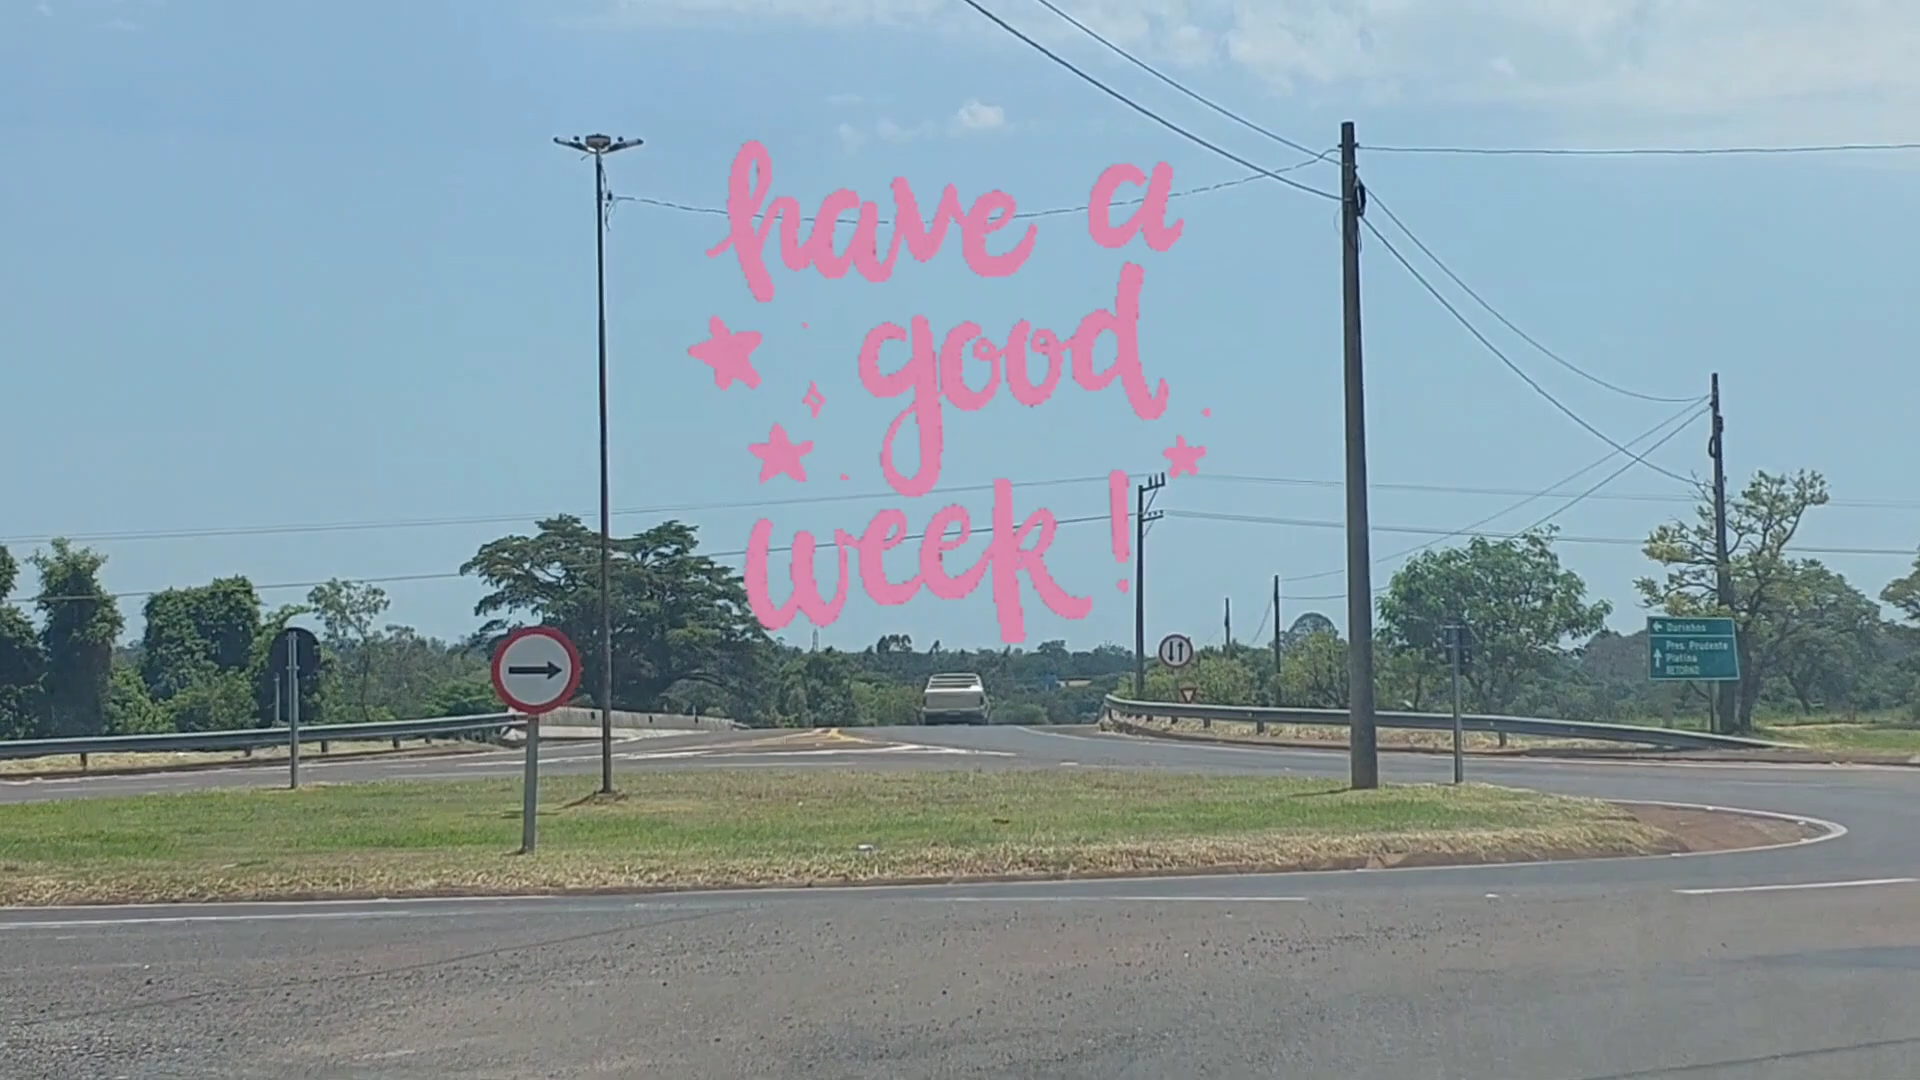 have a
good
week!
Ourinhos
Pres. Prudente
Platina
RETORNO